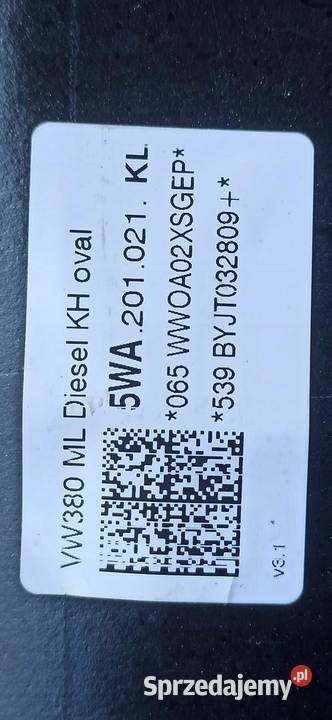 VW380 ML Diesel KH oval
5WA.201.021. KL
*065 WWOA02XSGEP*
*539 BYJT032809+*
v3.1
Sprzedajemy.pl